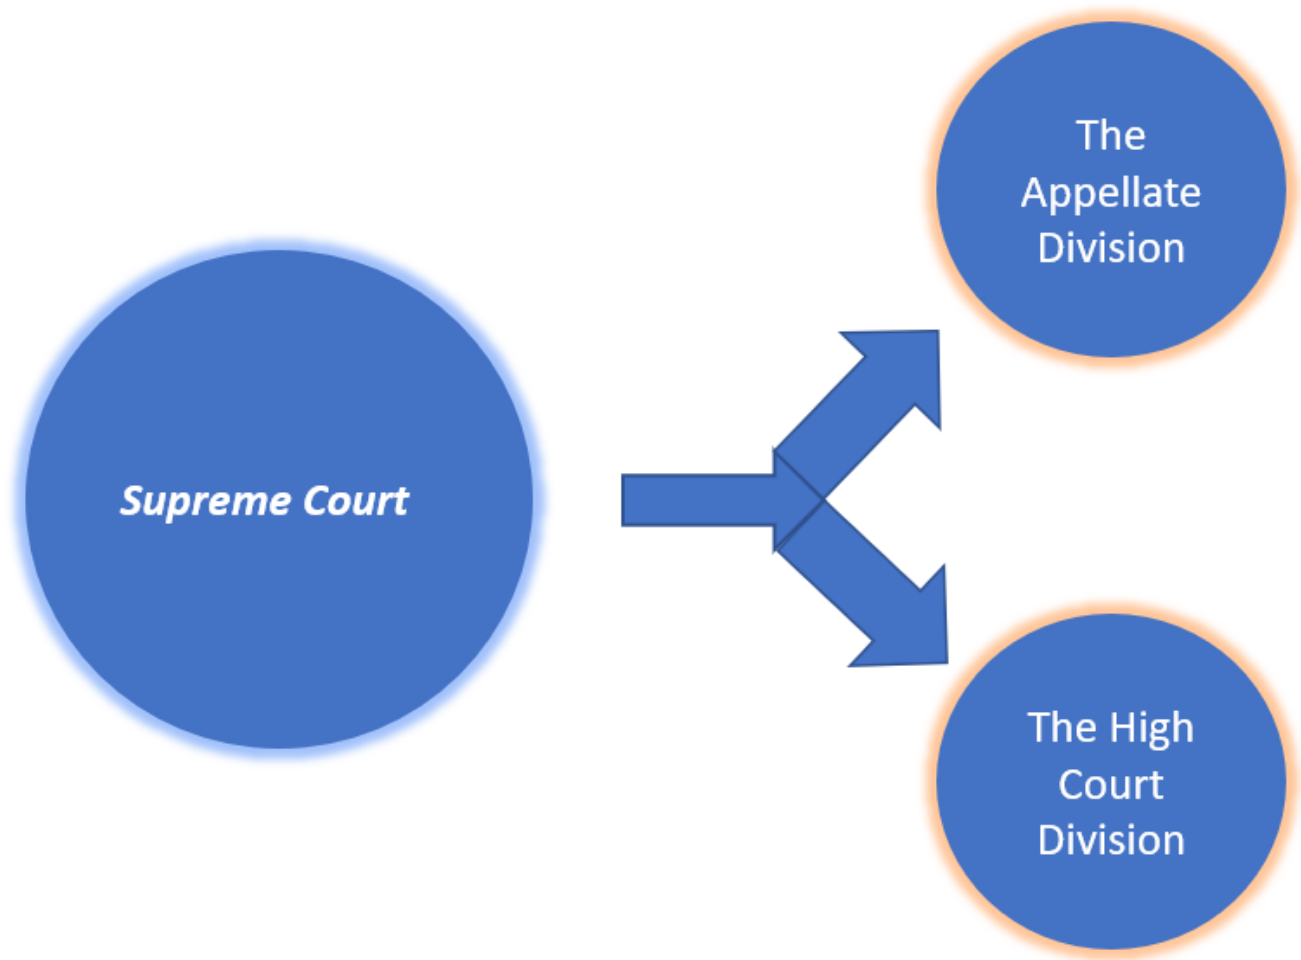 Supreme Court
The
Appellate
Division
The High
Court
Division